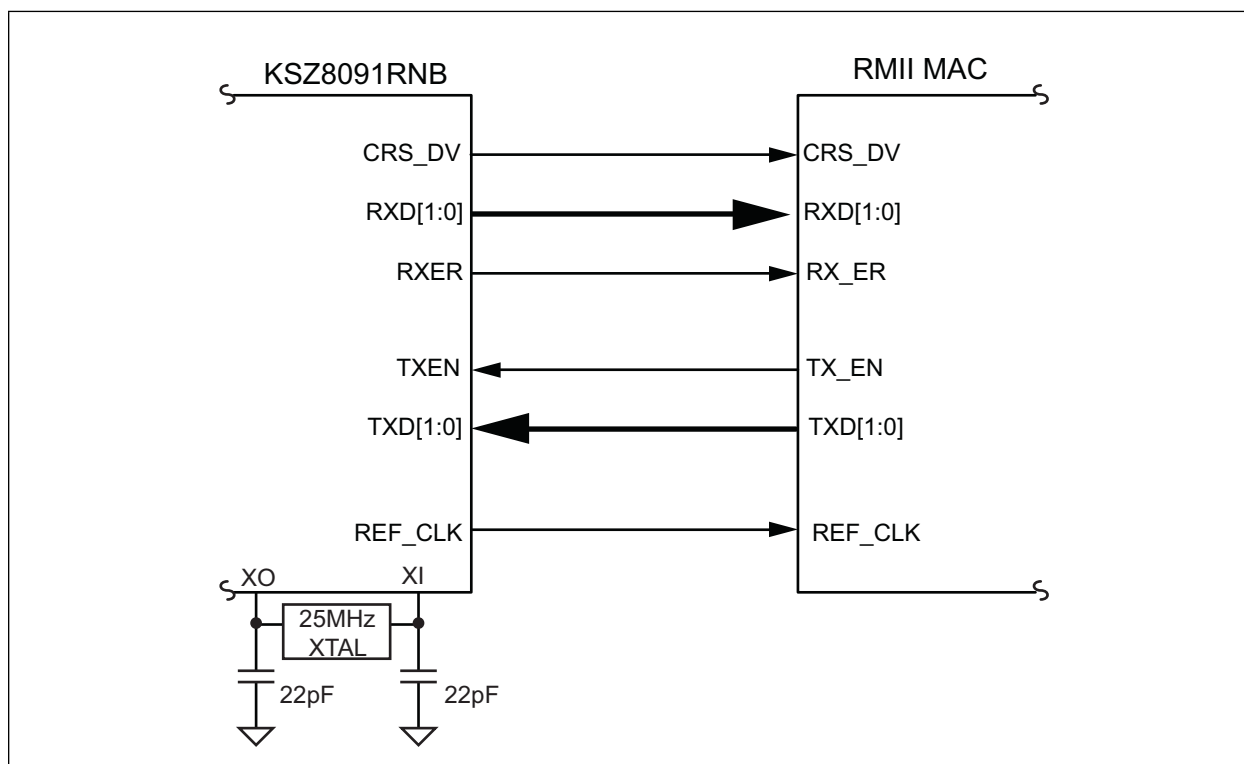 KSZ8091RNB RMII MAC
CRS_DV CRS_DV
RXD[1:0] RXD[1:0]
RXER RX_ER
TXEN TX_EN
TXD[1:0] TXD[1:0]
REF_CLK REF_CLK
XO XI
25MHz
XTAL
22pF 22pF